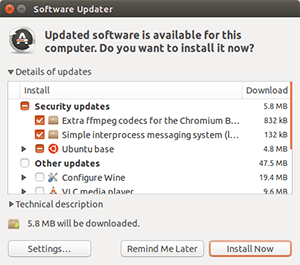 Software Updater
Updated software is available for this
computer. Do you want to install it now?
Details of updates
Install Download
Security updates 5.8 MB
Extra ffmpeg codecs for the Chromium B... 832 kB
Simple interprocess messaging system (l... 132 kB
Ubuntu base 4.8 MB
Other updates 47.5 MB
Configure Wine 19.4 MB
VLC media player 9.6 MB
Technical description
5.8 MB will be downloaded.
Settings... Remind Me Later Install Now